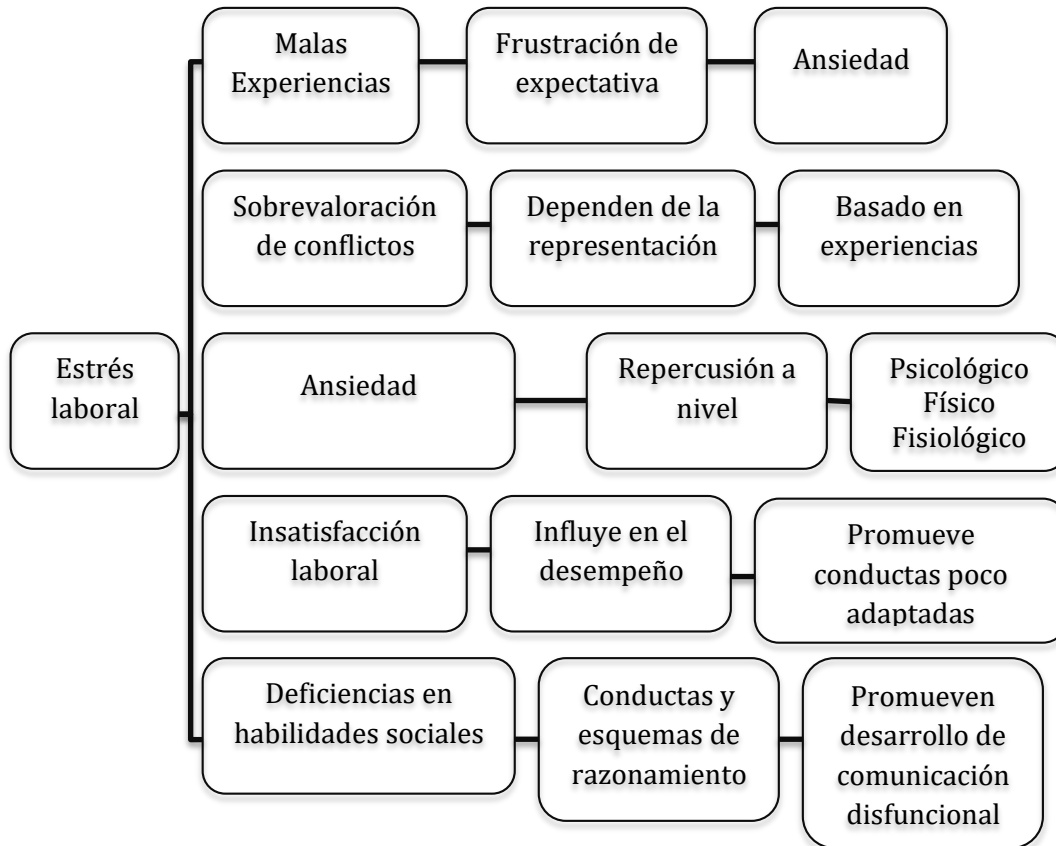 Malas
Experiencias
Frustración de
expectativa
Ansiedad
Sobrevaloración
de conflictos
Dependen de la
representación
Basado en
experiencias
Estrés
laboral
Ansiedad
Repercusión a
nivel
Psicológico
Físico
Fisiológico
Insatisfacción
laboral
Influye en el
desempeño
Promueve
conductas poco
adaptadas
Deficiencias en
habilidades sociales
Conductas y
esquemas de
razonamiento
Promueven
desarrollo de
comunicación
disfuncional